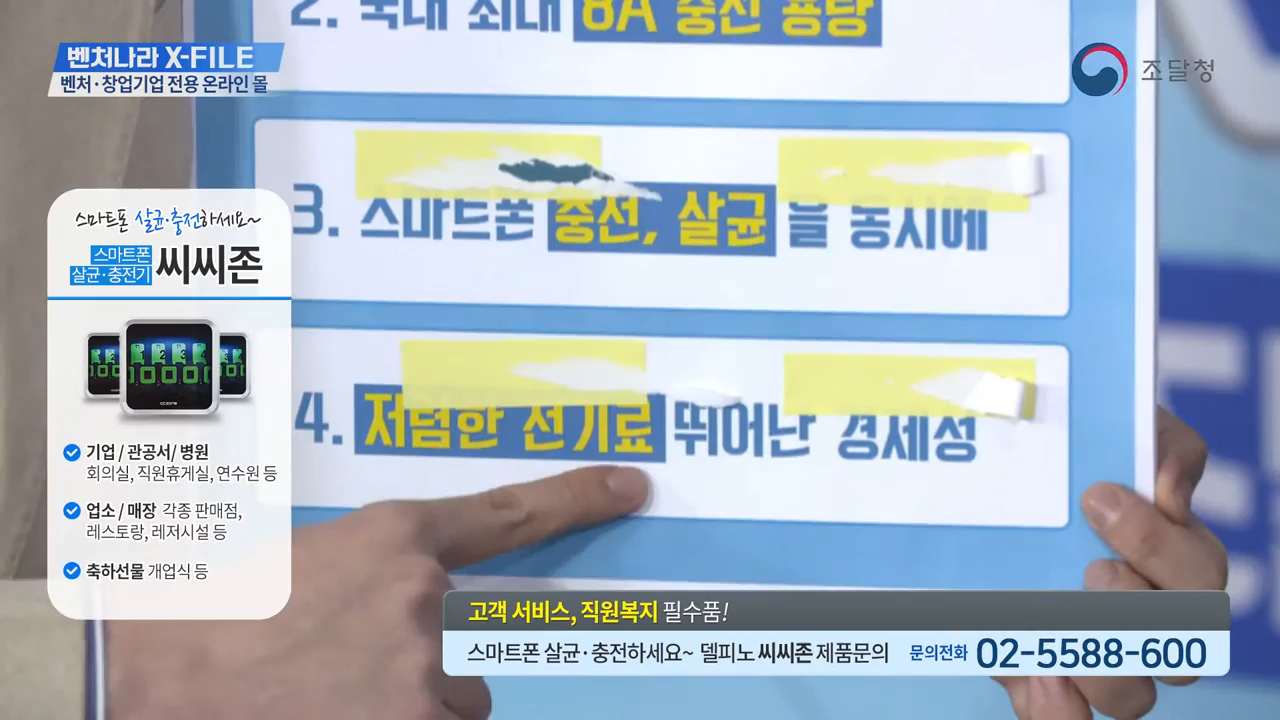 벤처나라 X-FILE
벤처·창업기업 전용 온라인 몰
조달청
2. 국내 최대 8A 충전 용량
3. 스마트폰 충전, 살균을 동시에
4. 저렴한 전기료 뛰어난 경제성
스마트폰 살균·충전하세요~
스마트폰
살균·충전기
씨씨존
기업 / 관공서/ 병원
회의실, 직원휴게실, 연수원 등
업소 / 매장 각종 판매점,
레스토랑, 레저시설 등
축하선물 개업식 등
고객 서비스, 직원복지 필수품!
스마트폰 살균·충전하세요~ 델피노 씨씨존 제품문의 문의전화 02-5588-600